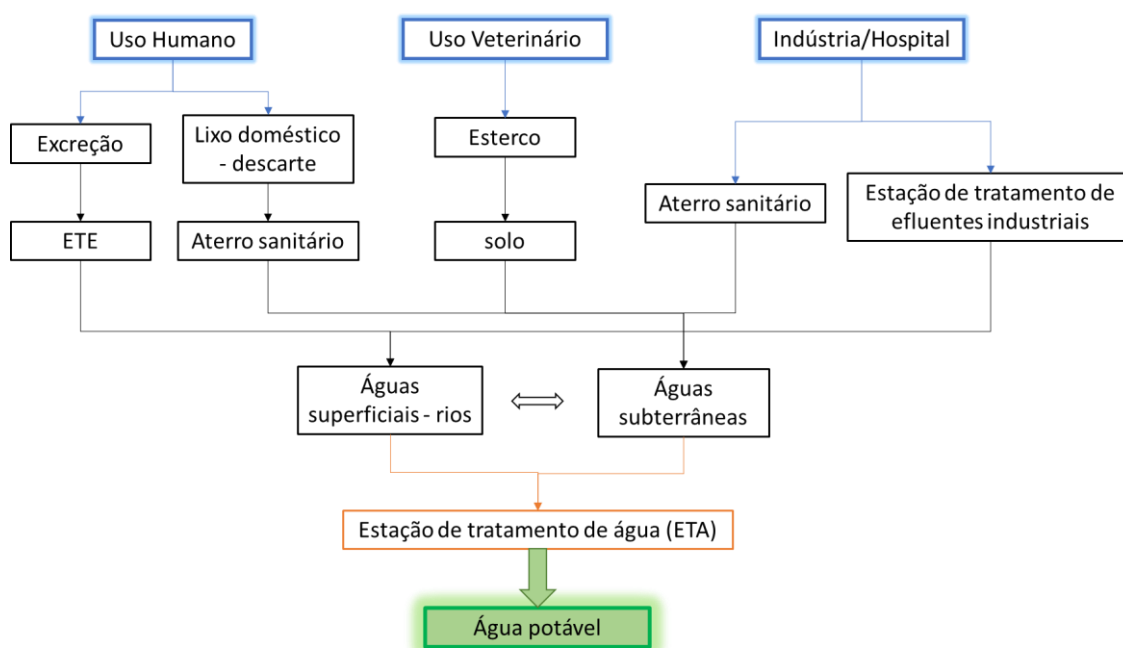 Uso Humano
Uso Veterinário
Indústria/Hospital
Excreção
Lixo doméstico
- descarte
Esterco
Aterro sanitário
Estação de tratamento de
efluentes industriais
ETE
Aterro sanitário
solo
Águas
superficiais - rios
Águas
subterrâneas
Estação de tratamento de água (ETA)
Água potável